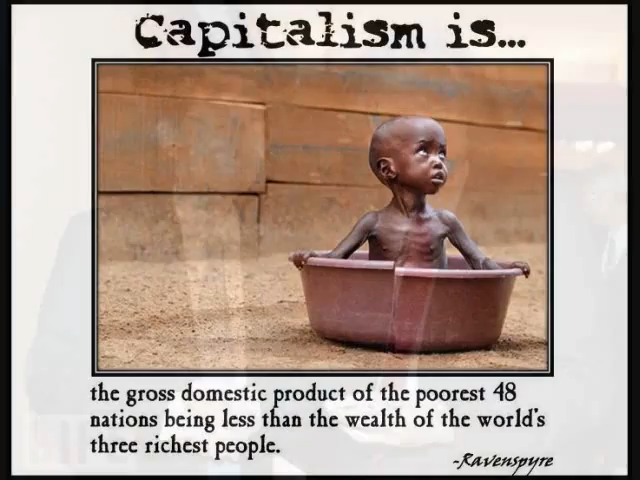 Capitalism is...
the gross domestic product of the poorest 48
nations being less than the wealth of the world's
three richest people.
-Ravenspyre